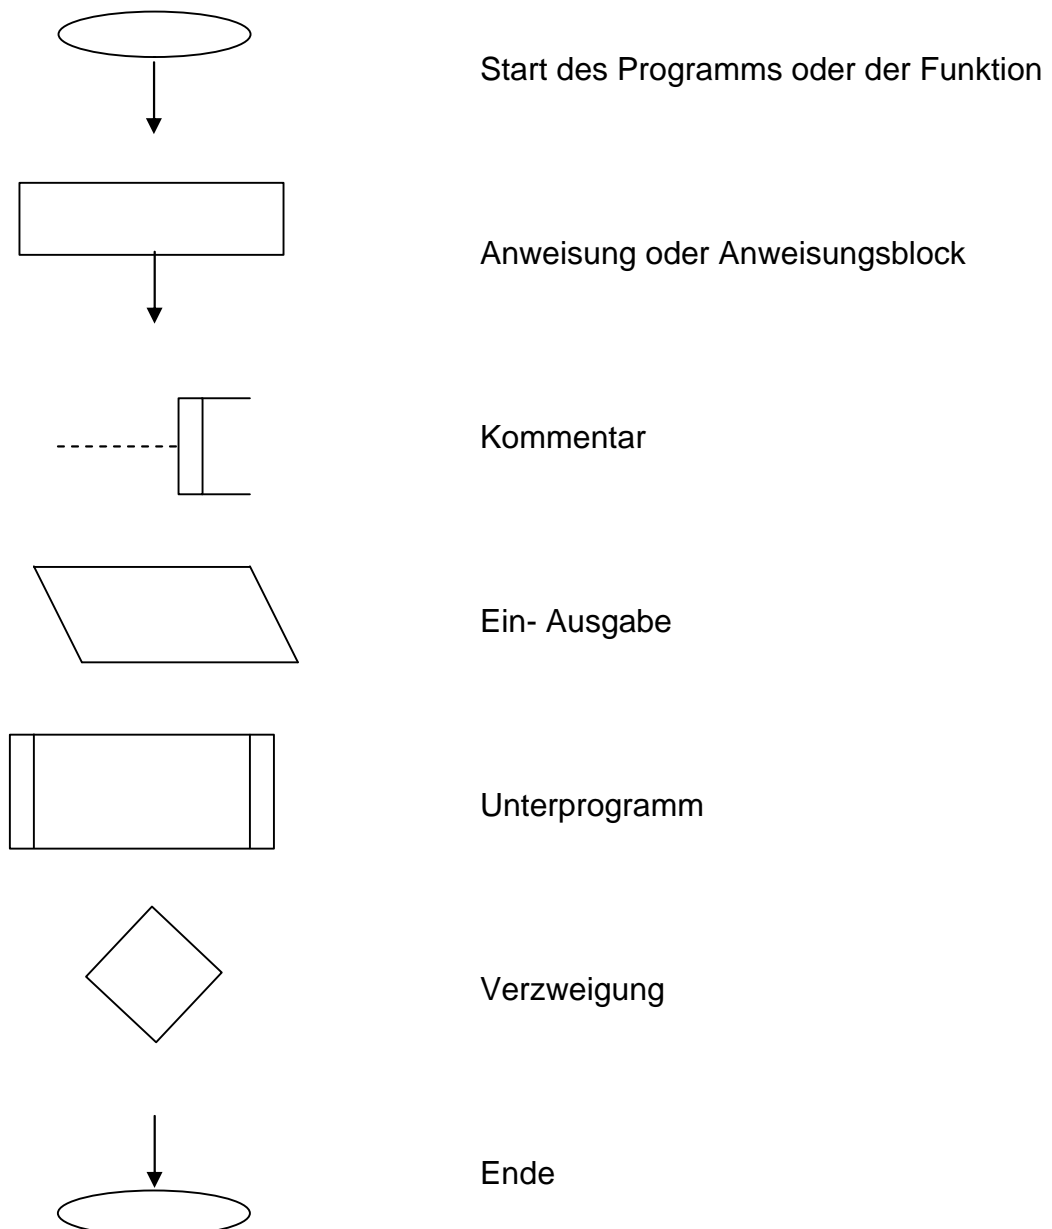 Start des Programms oder der Funktion
Anweisung oder Anweisungsblock
Kommentar
Ein- Ausgabe
Unterprogramm
Verzweigung
Ende